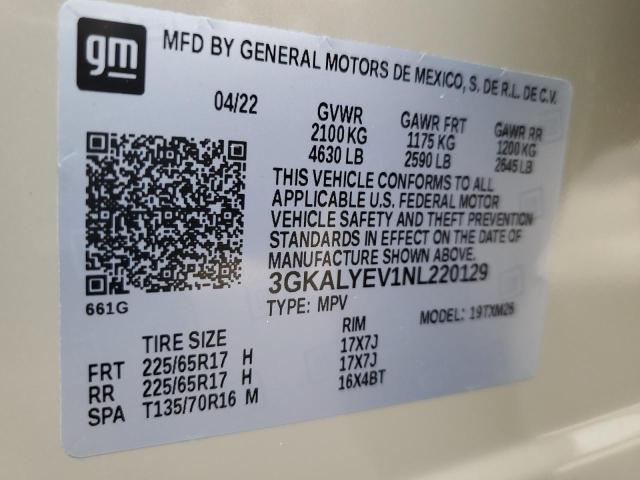 gm
MFD BY GENERAL MOTORS DE MEXICO, S. DE R.L. DE C.V.
04/22 GVWR GAWR FRT GAWR RR
2100 KG 1175 KG 1200 KG
4630 LB 2590 LB 2645 LB
THIS VEHICLE CONFORMS TO ALL
APPLICABLE U.S. FEDERAL MOTOR
VEHICLE SAFETY AND THEFT PREVENTION
STANDARDS IN EFFECT ON THE DATE OF
MANUFACTURE SHOWN ABOVE.
3GKALYEV1NL220129
661G TYPE: MPV MODEL: 19TXM26
TIRE SIZE RIM
FRT 225/65R17 H 17X7J
RR 225/65R17 H 17X7J
SPA T135/70R16 M 16X4BT